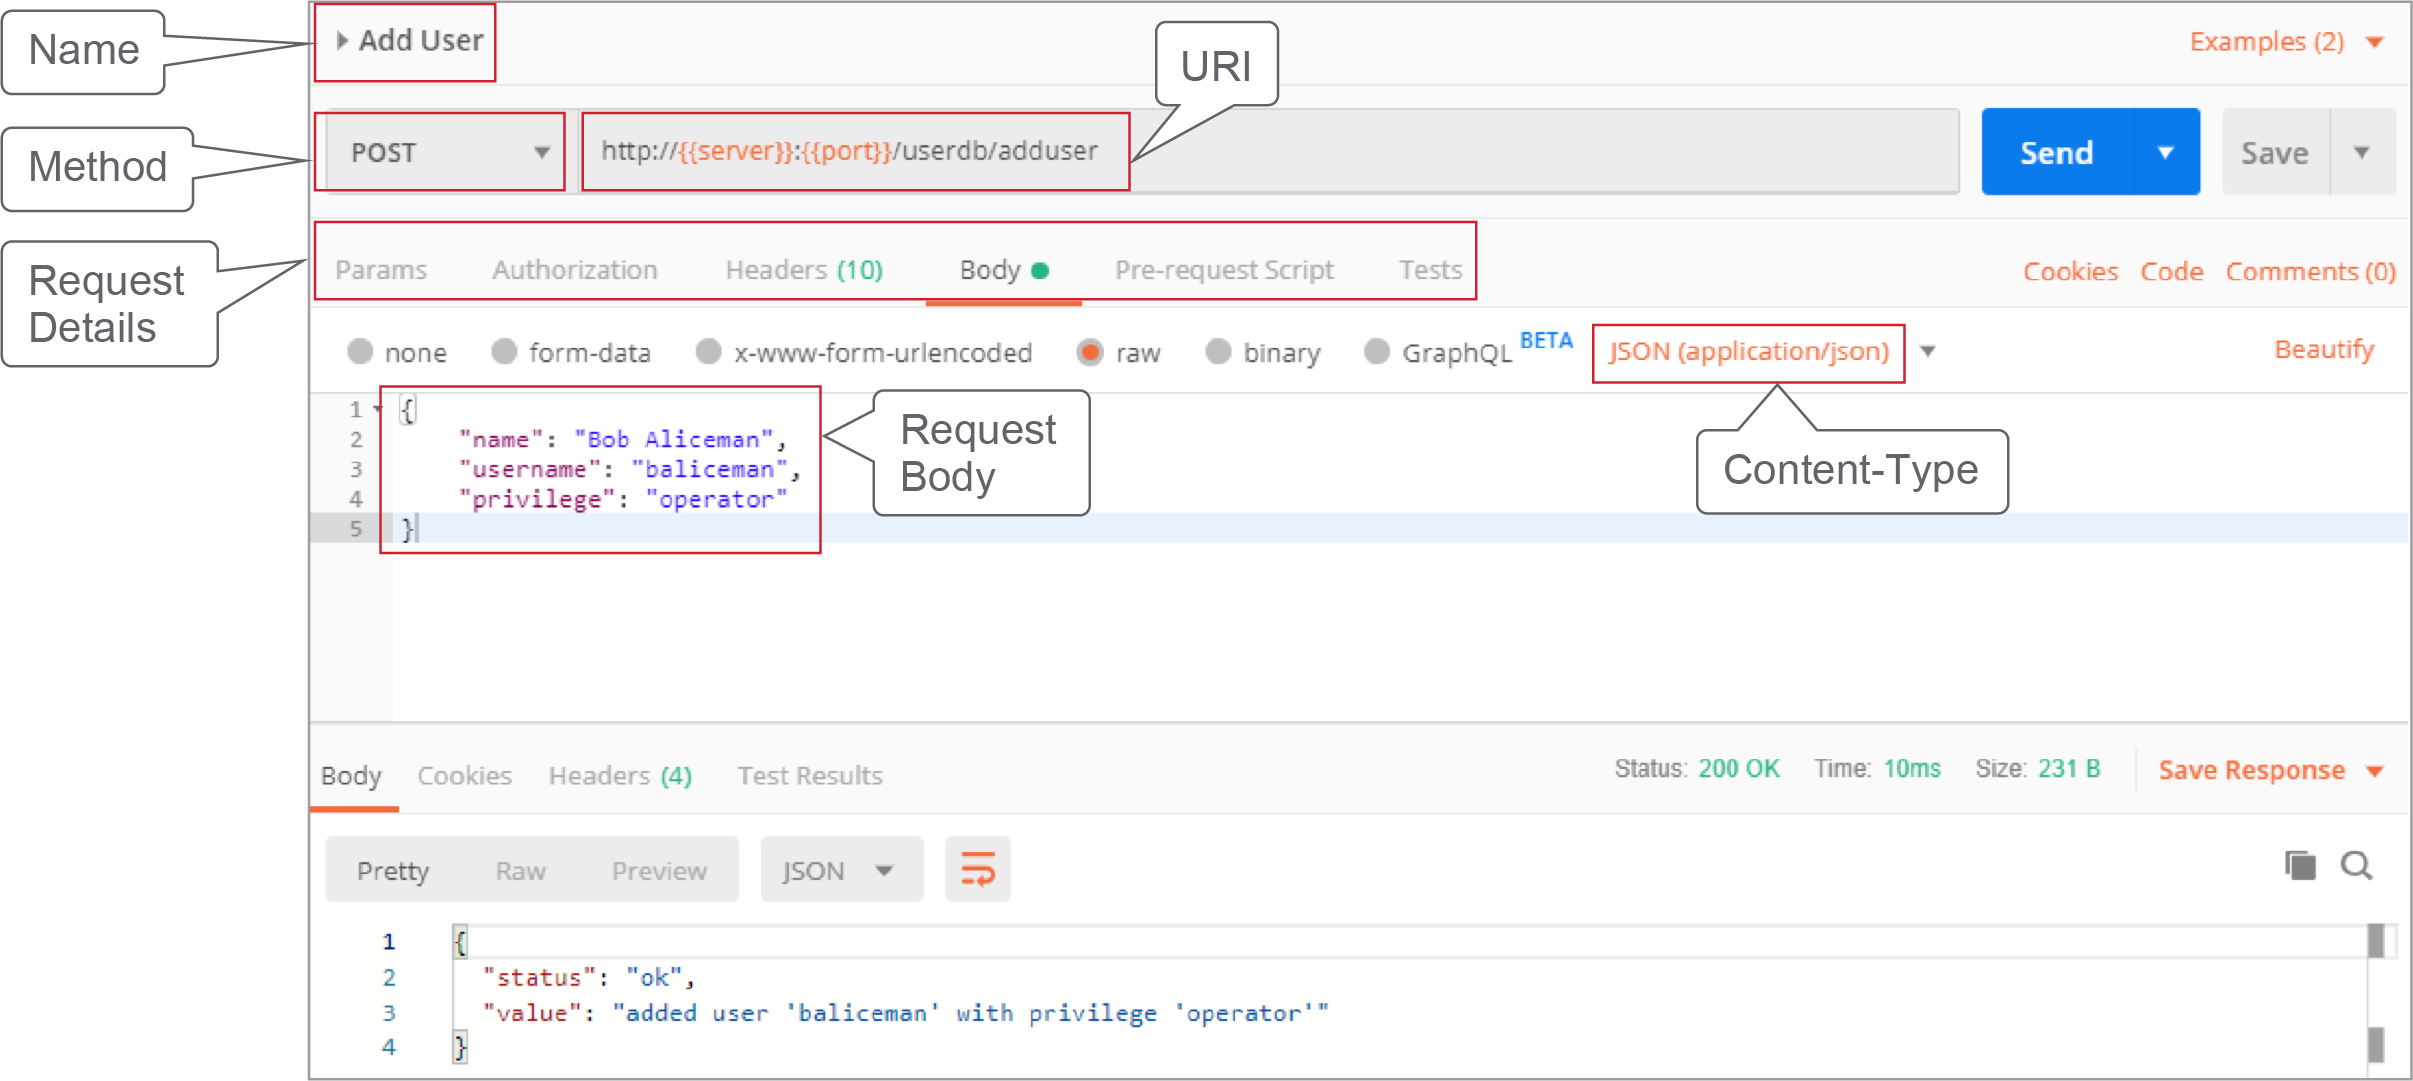 Name
Add User
URI
Examples (2)
Method
POST
http://{{server}}:{{port}}/userdb/adduser
Send
Save
Request
Details
Params Authorization Headers (10) Body Pre-request Script Tests
Cookies Code Comments (0)
none form-data x-www-form-urlencoded raw binary GraphQL BETA JSON (application/json) Beautify
1 {
2 "name": "Bob Aliceman",
3 "username": "baliceman",
4 "privilege": "operator"
5 }
Request
Body
Content-Type
Body Cookies Headers (4) Test Results
Status: 200 OK Time: 10ms Size: 231 B Save Response
Pretty Raw Preview JSON
1 {
2 "status": "ok",
3 "value": "added user 'baliceman' with privilege 'operator'"
4 }